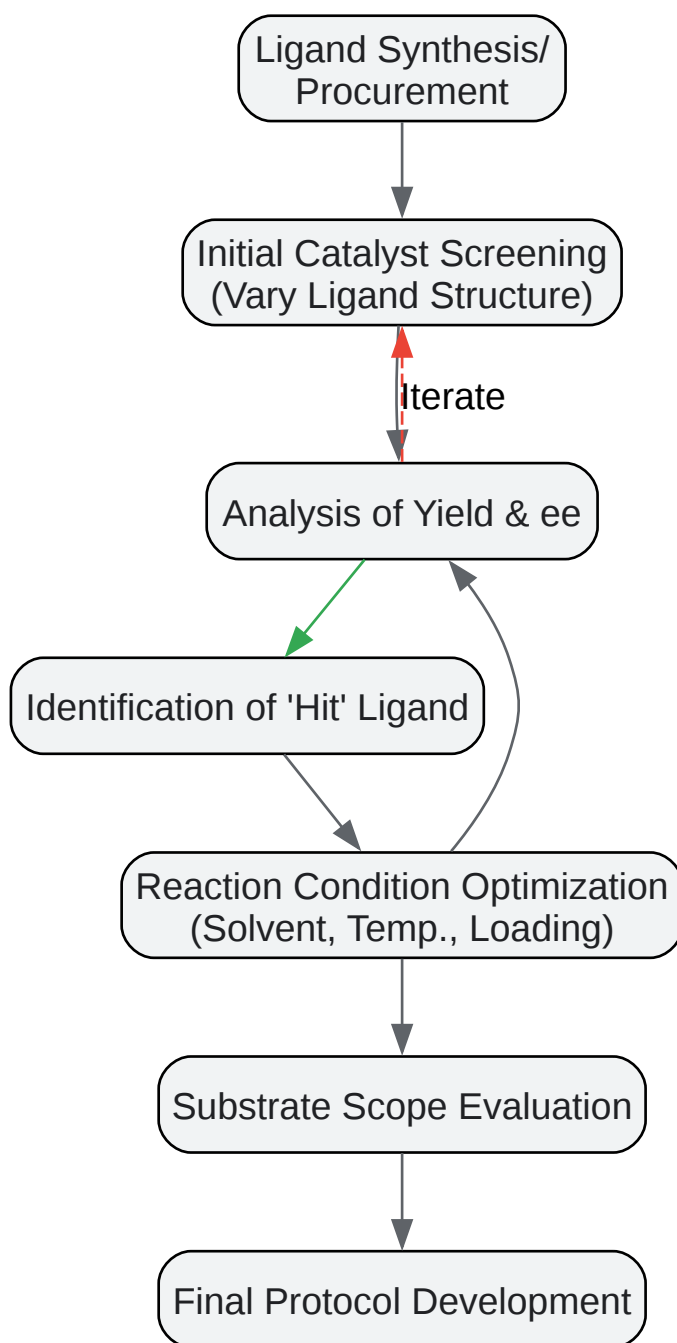 Ligand Synthesis/
Procurement
Initial Catalyst Screening
(Vary Ligand Structure)
Iterate
Analysis of Yield & ee
Identification of 'Hit' Ligand
Reaction Condition Optimization
(Solvent, Temp., Loading)
Substrate Scope Evaluation
Final Protocol Development